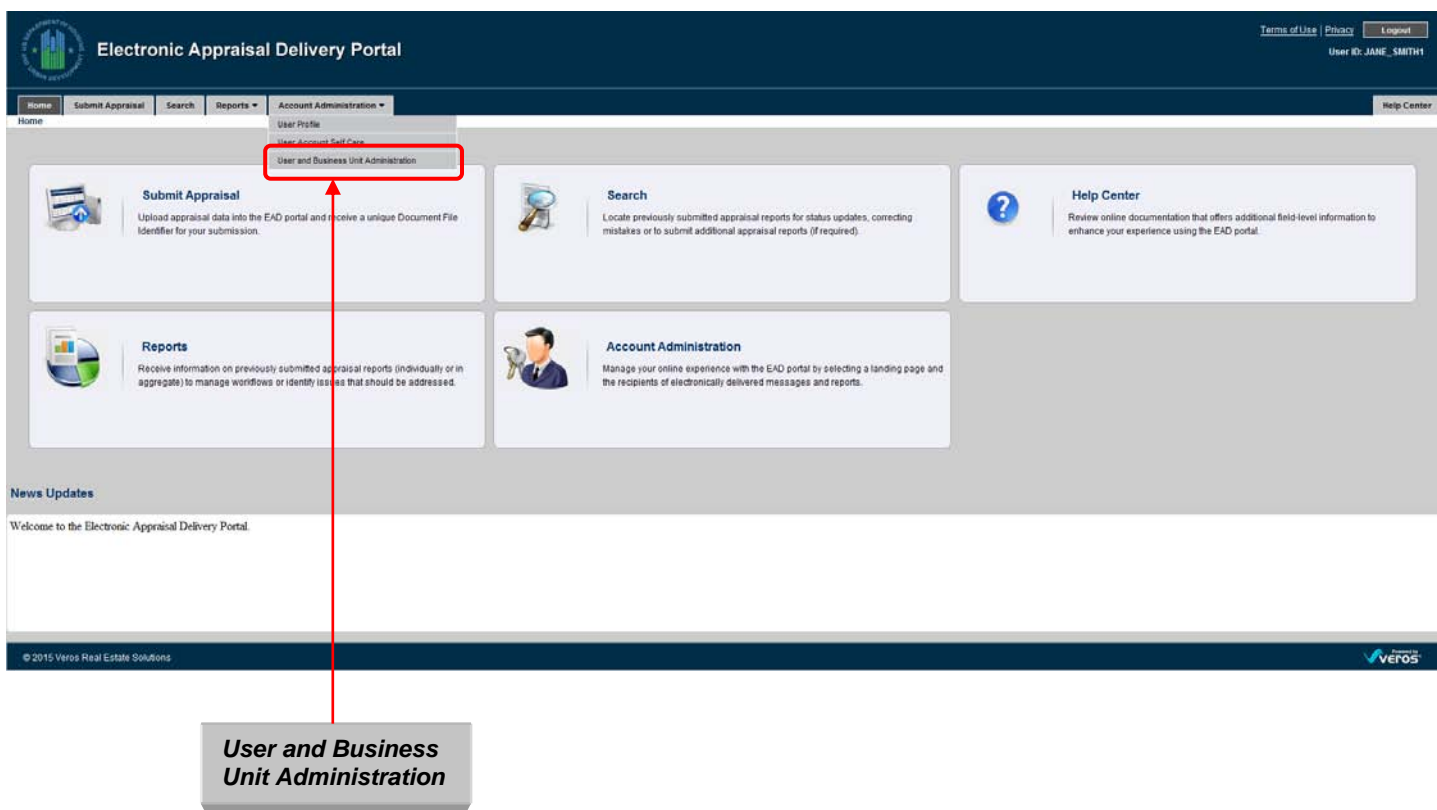 Terms of Use | Privacy Logout
Electronic Appraisal Delivery Portal
User ID: JANE_SMITH1
Home Submit Appraisal Search Reports Account Administration Help Center
Home
User Profile
User Account Self Care
User and Business Unit Administration
Submit Appraisal
Upload appraisal data into the EAD portal and receive a unique Document File
Identifier for your submission.
Search
Locate previously submitted appraisal reports for status updates, correcting
mistakes or to submit additional appraisal reports (if required).
Help Center
Review online documentation that offers additional field-level information to
enhance your experience using the EAD portal.
Reports
Receive information on previously submitted appraisal reports (individually or in
aggregate) to manage workflows or identify issues that should be addressed.
Account Administration
Manage your online experience with the EAD portal by selecting a landing page and
the recipients of electronically delivered messages and reports.
News Updates
Welcome to the Electronic Appraisal Delivery Portal.
© 2015 Veros Real Estate Solutions
Powered by
veros
User and Business
Unit Administration